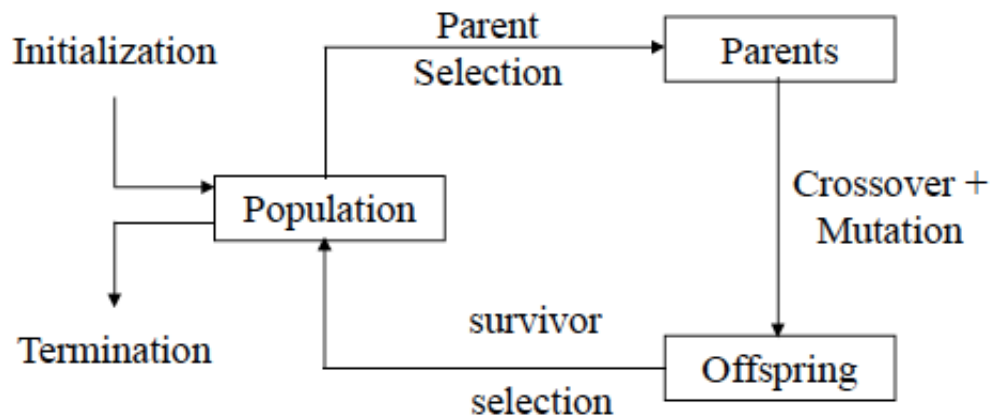 Initialization
Parent
Selection
Parents
Population
Crossover +
Mutation
Termination
survivor
selection
Offspring